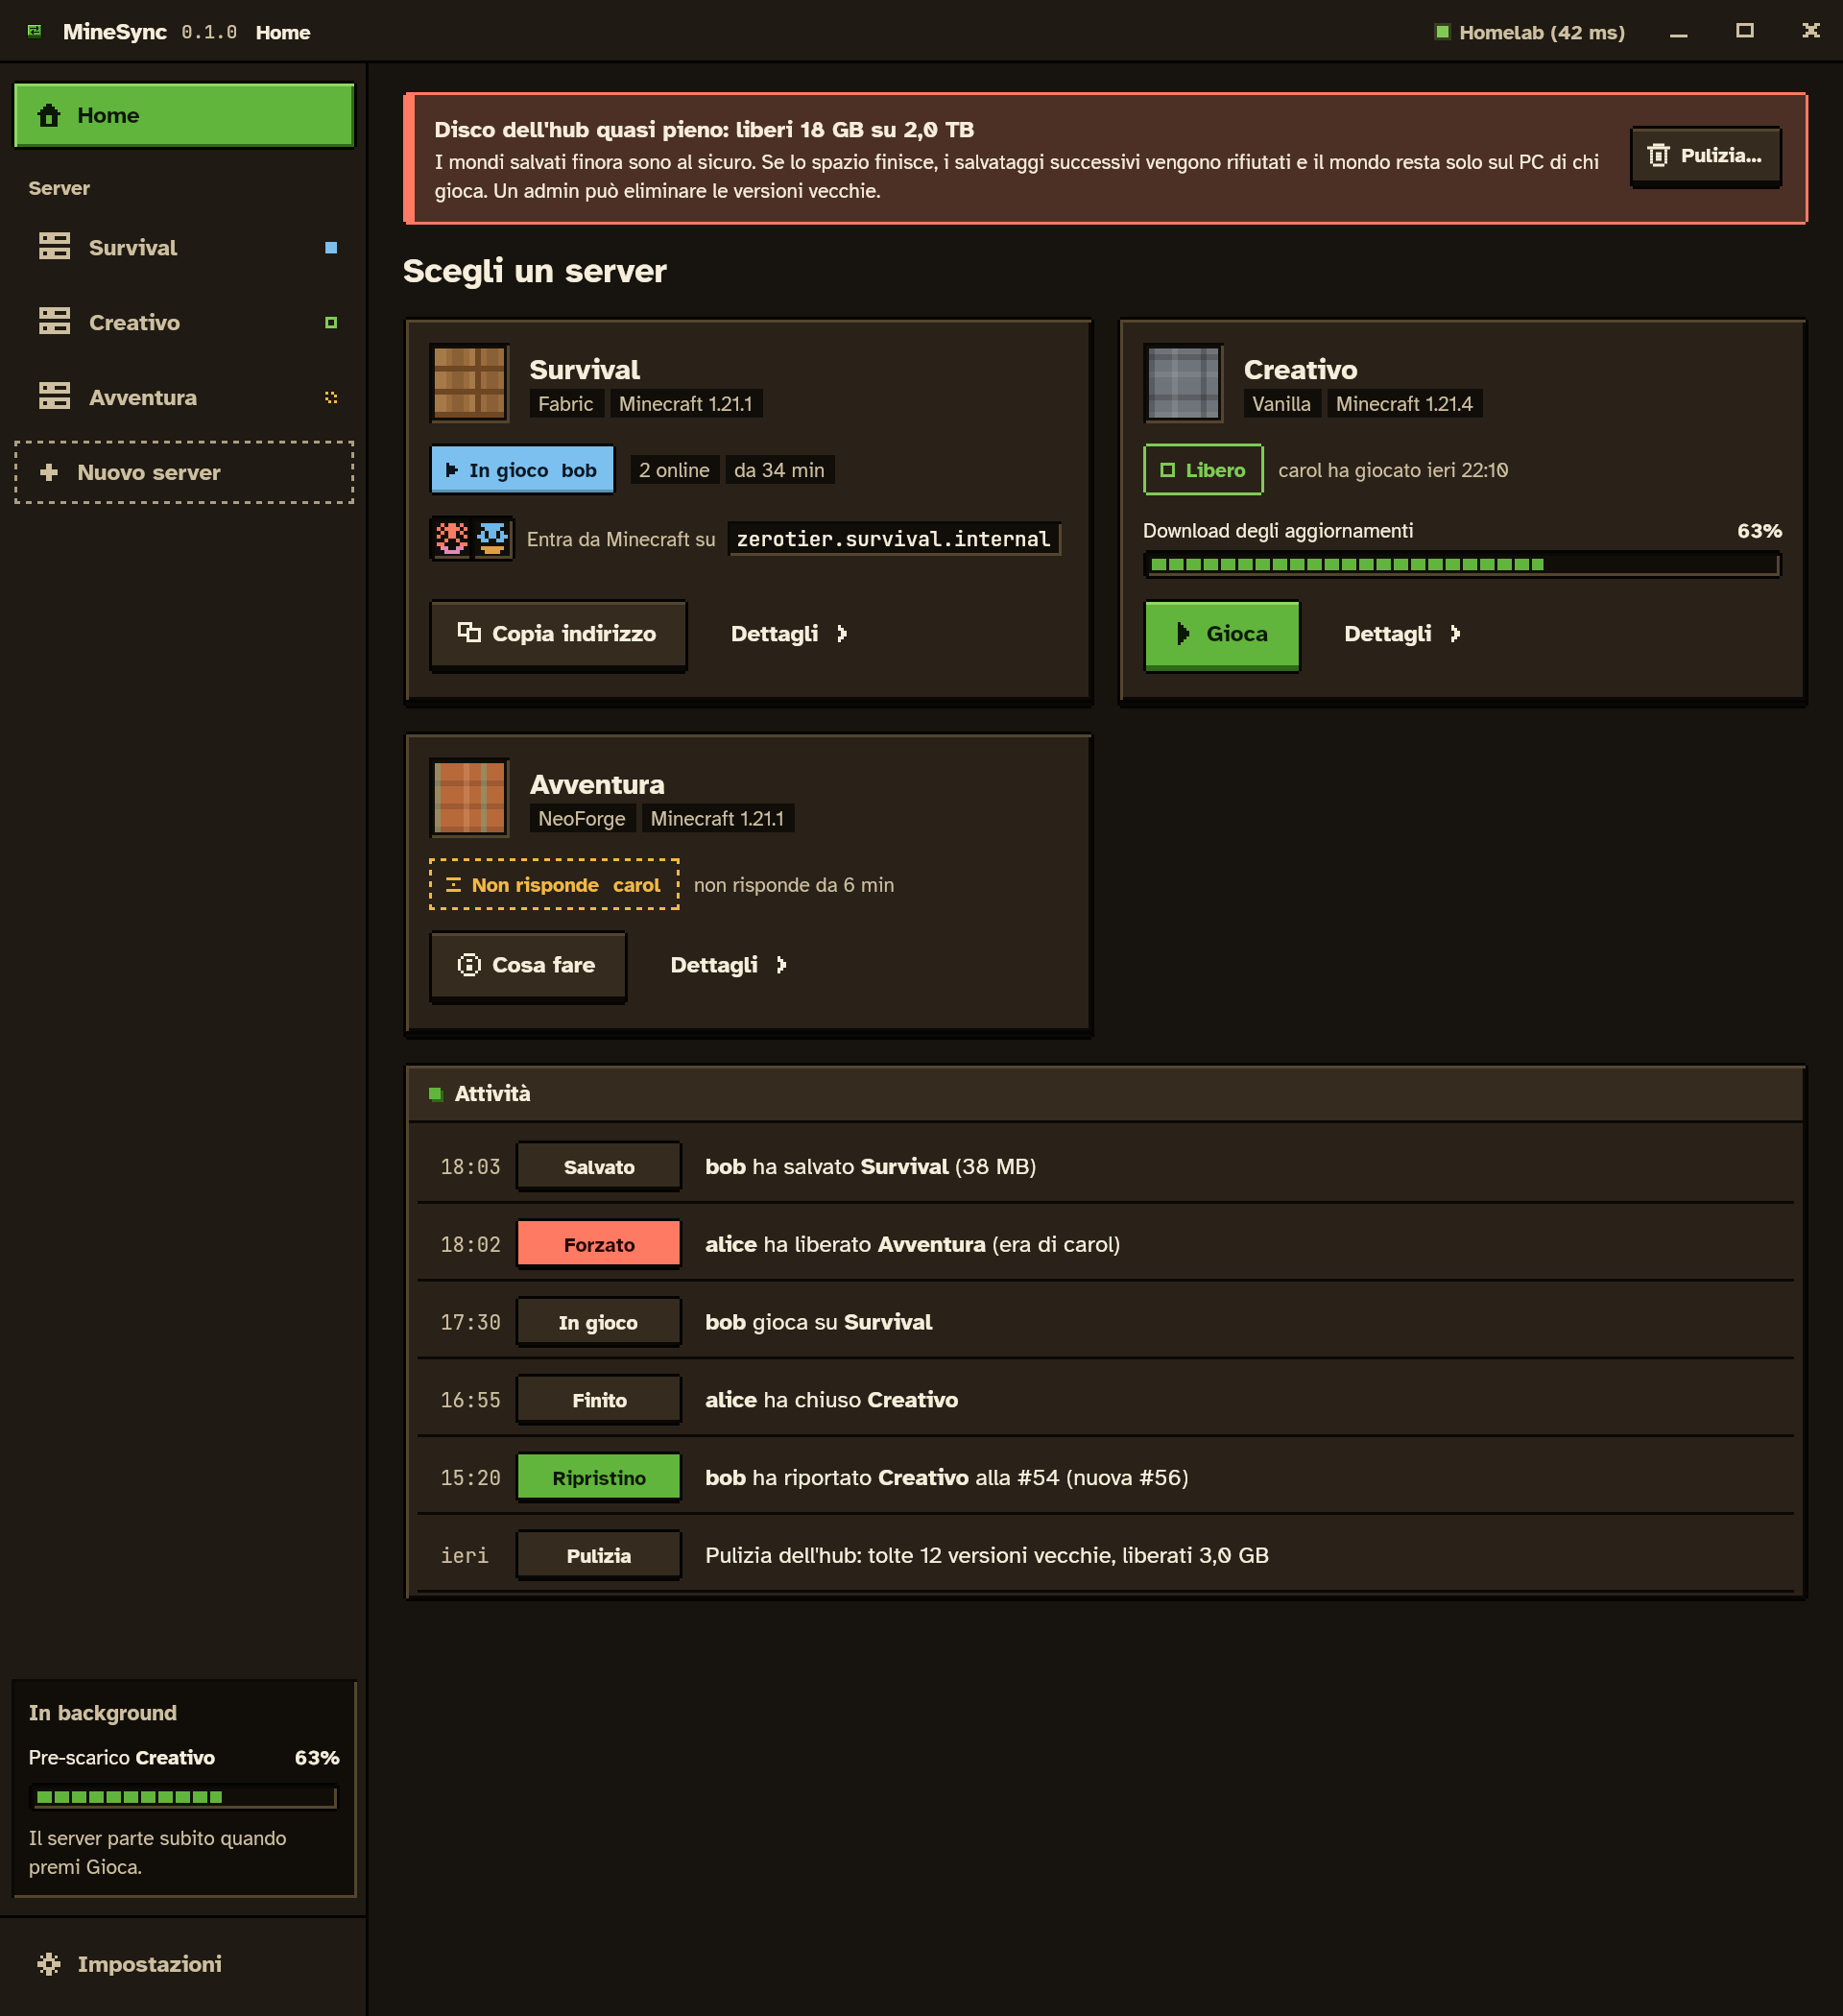 MineSync 0.1.0 Home
Homelab (42 ms)
Home
Server
Survival
Creativo
Avventura
Nuovo server
In background
Pre-scarico Creativo 63%
Il server parte subito quando
premi Gioca.
Impostazioni
Disco dell'hub quasi pieno: liberi 18 GB su 2,0 TB
I mondi salvati finora sono al sicuro. Se lo spazio finisce, i salvataggi successivi vengono rifiutati e il mondo resta solo sul PC di chi
gioca. Un admin può eliminare le versioni vecchie.
Pulizia...
Scegli un server
Survival
Fabric Minecraft 1.21.1
In gioco bob 2 online da 34 min
Entra da Minecraft su zerotier.survival.internal
Copia indirizzo Dettagli
Creativo
Vanilla Minecraft 1.21.4
Libero carol ha giocato ieri 22:10
Download degli aggiornamenti 63%
Gioca Dettagli
Avventura
NeoForge Minecraft 1.21.1
Non risponde carol non risponde da 6 min
Cosa fare Dettagli
Attività
18:03 Salvato bob ha salvato Survival (38 MB)
18:02 Forzato alice ha liberato Avventura (era di carol)
17:30 In gioco bob gioca su Survival
16:55 Finito alice ha chiuso Creativo
15:20 Ripristino bob ha riportato Creativo alla #54 (nuova #56)
ieri Pulizia Pulizia dell'hub: tolte 12 versioni vecchie, liberati 3,0 GB